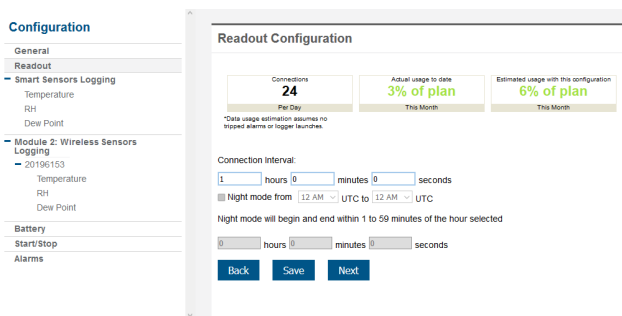 Configuration
General
Readout
Smart Sensors Logging
Temperature
RH
Dew Point
Module 2: Wireless Sensors
Logging
20196153
Temperature
RH
Dew Point
Battery
Start/Stop
Alarms
Readout Configuration
Connections
24
Per Day
Actual usage to date
3% of plan
This Month
Estimated usage with this configuration
6% of plan
This Month
*Data usage estimation assumes no
tripped alarms or logger launches.
Connection Interval:
1 hours 0 minutes 0 seconds
Night mode from 12 AM UTC to 12 AM UTC
Night mode will begin and end within 1 to 59 minutes of the hour selected
0 hours 0 minutes 0 seconds
Back Save Next